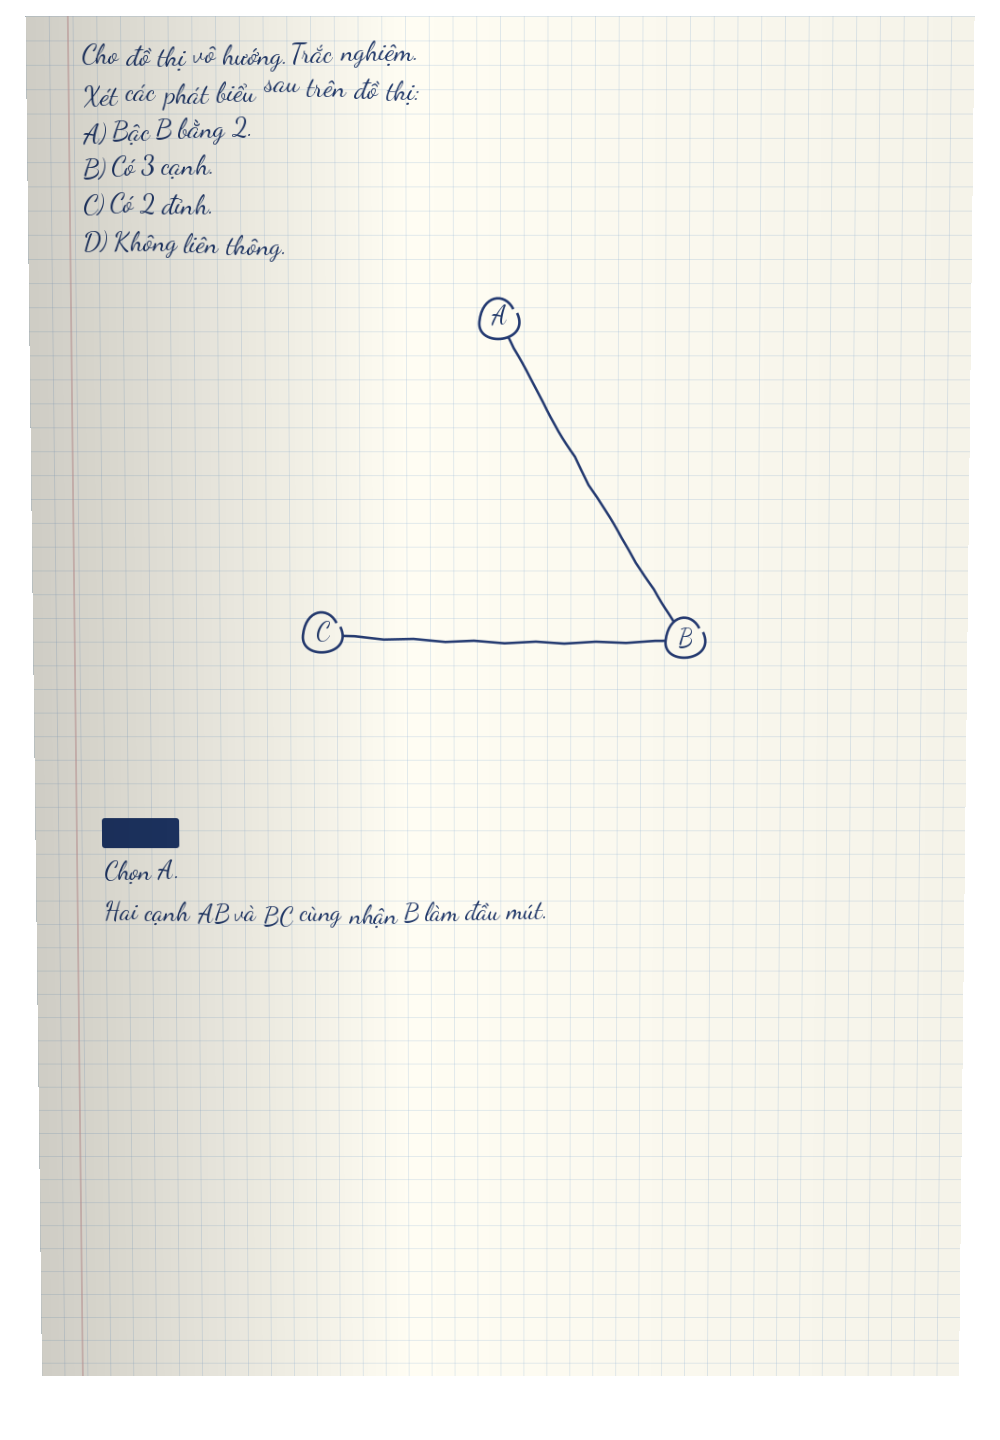 Cho đồ thị vô hướng. Trắc nghiệm.
Xét các phát biểu sau trên đồ thị:
A) Bậc B bằng 2.
B) Có 3 cạnh.
C) Có 2 đỉnh.
D) Không liên thông.
A
C
B
Chọn A.
Hai cạnh AB và BC cùng nhận B làm đầu mút.